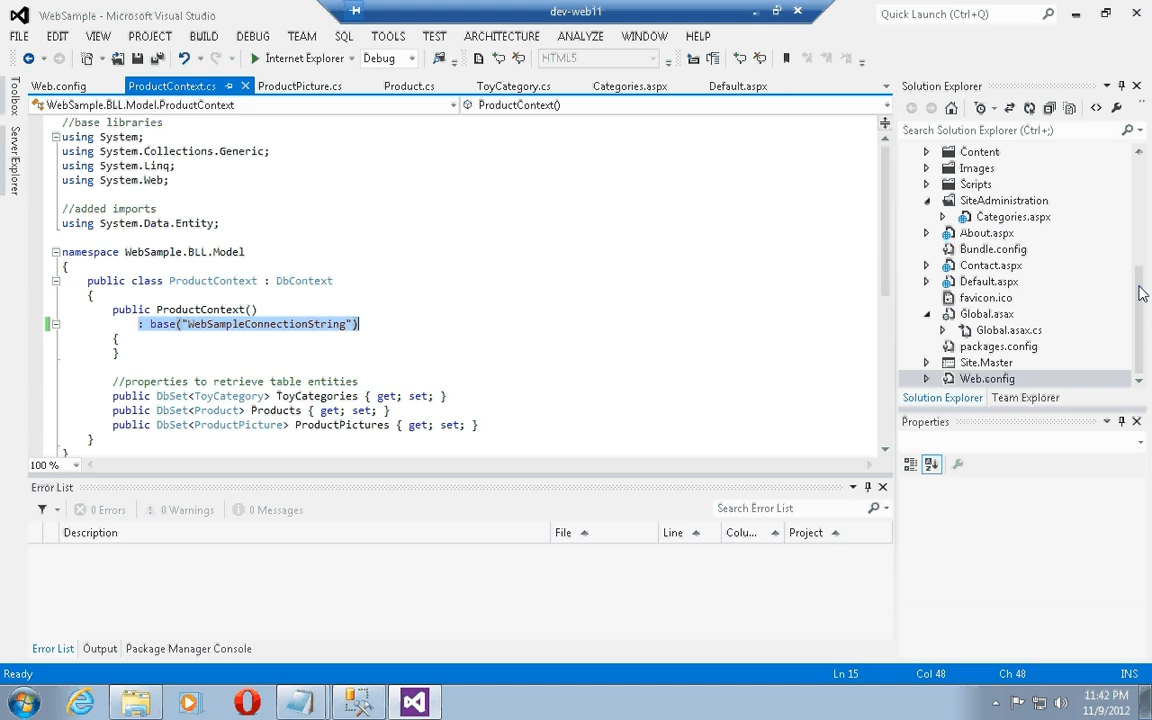 WebSample - Microsoft Visual Studio
dev-web11
Quick Launch (Ctrl+Q)
FILE EDIT VIEW PROJECT BUILD DEBUG TEAM SQL TOOLS TEST ARCHITECTURE ANALYZE WINDOW HELP
Internet Explorer Debug HTML5
Toolbox
Server Explorer
Web.config ProductContext.cs ProductPicture.cs Product.cs ToyCategory.cs Categories.aspx Default.aspx
WebSample.BLL.Model.ProductContext ProductContext()
//base libraries
using System;
using System.Collections.Generic;
using System.Linq;
using System.Web;
//added imports
using System.Data.Entity;
namespace WebSample.BLL.Model
{
public class ProductContext : DbContext
{
public ProductContext()
: base("WebSampleConnectionString")
{
}
//properties to retrieve table entities
public DbSet<ToyCategory> ToyCategories { get; set; }
public DbSet<Product> Products { get; set; }
public DbSet<ProductPicture> ProductPictures { get; set; }
}
}
100 %
Solution Explorer
Search Solution Explorer (Ctrl+;)
Content
Images
Scripts
SiteAdministration
Categories.aspx
About.aspx
Bundle.config
Contact.aspx
Default.aspx
favicon.ico
Global.asax
Global.asax.cs
packages.config
Site.Master
Web.config
Solution Explorer Team Explorer
Properties
Error List
0 Errors 0 Warnings 0 Messages Search Error List
Description File Line Colu... Project
Error List Output Package Manager Console
Ready Ln 15 Col 48 Ch 48 INS
11:42 PM
11/9/2012